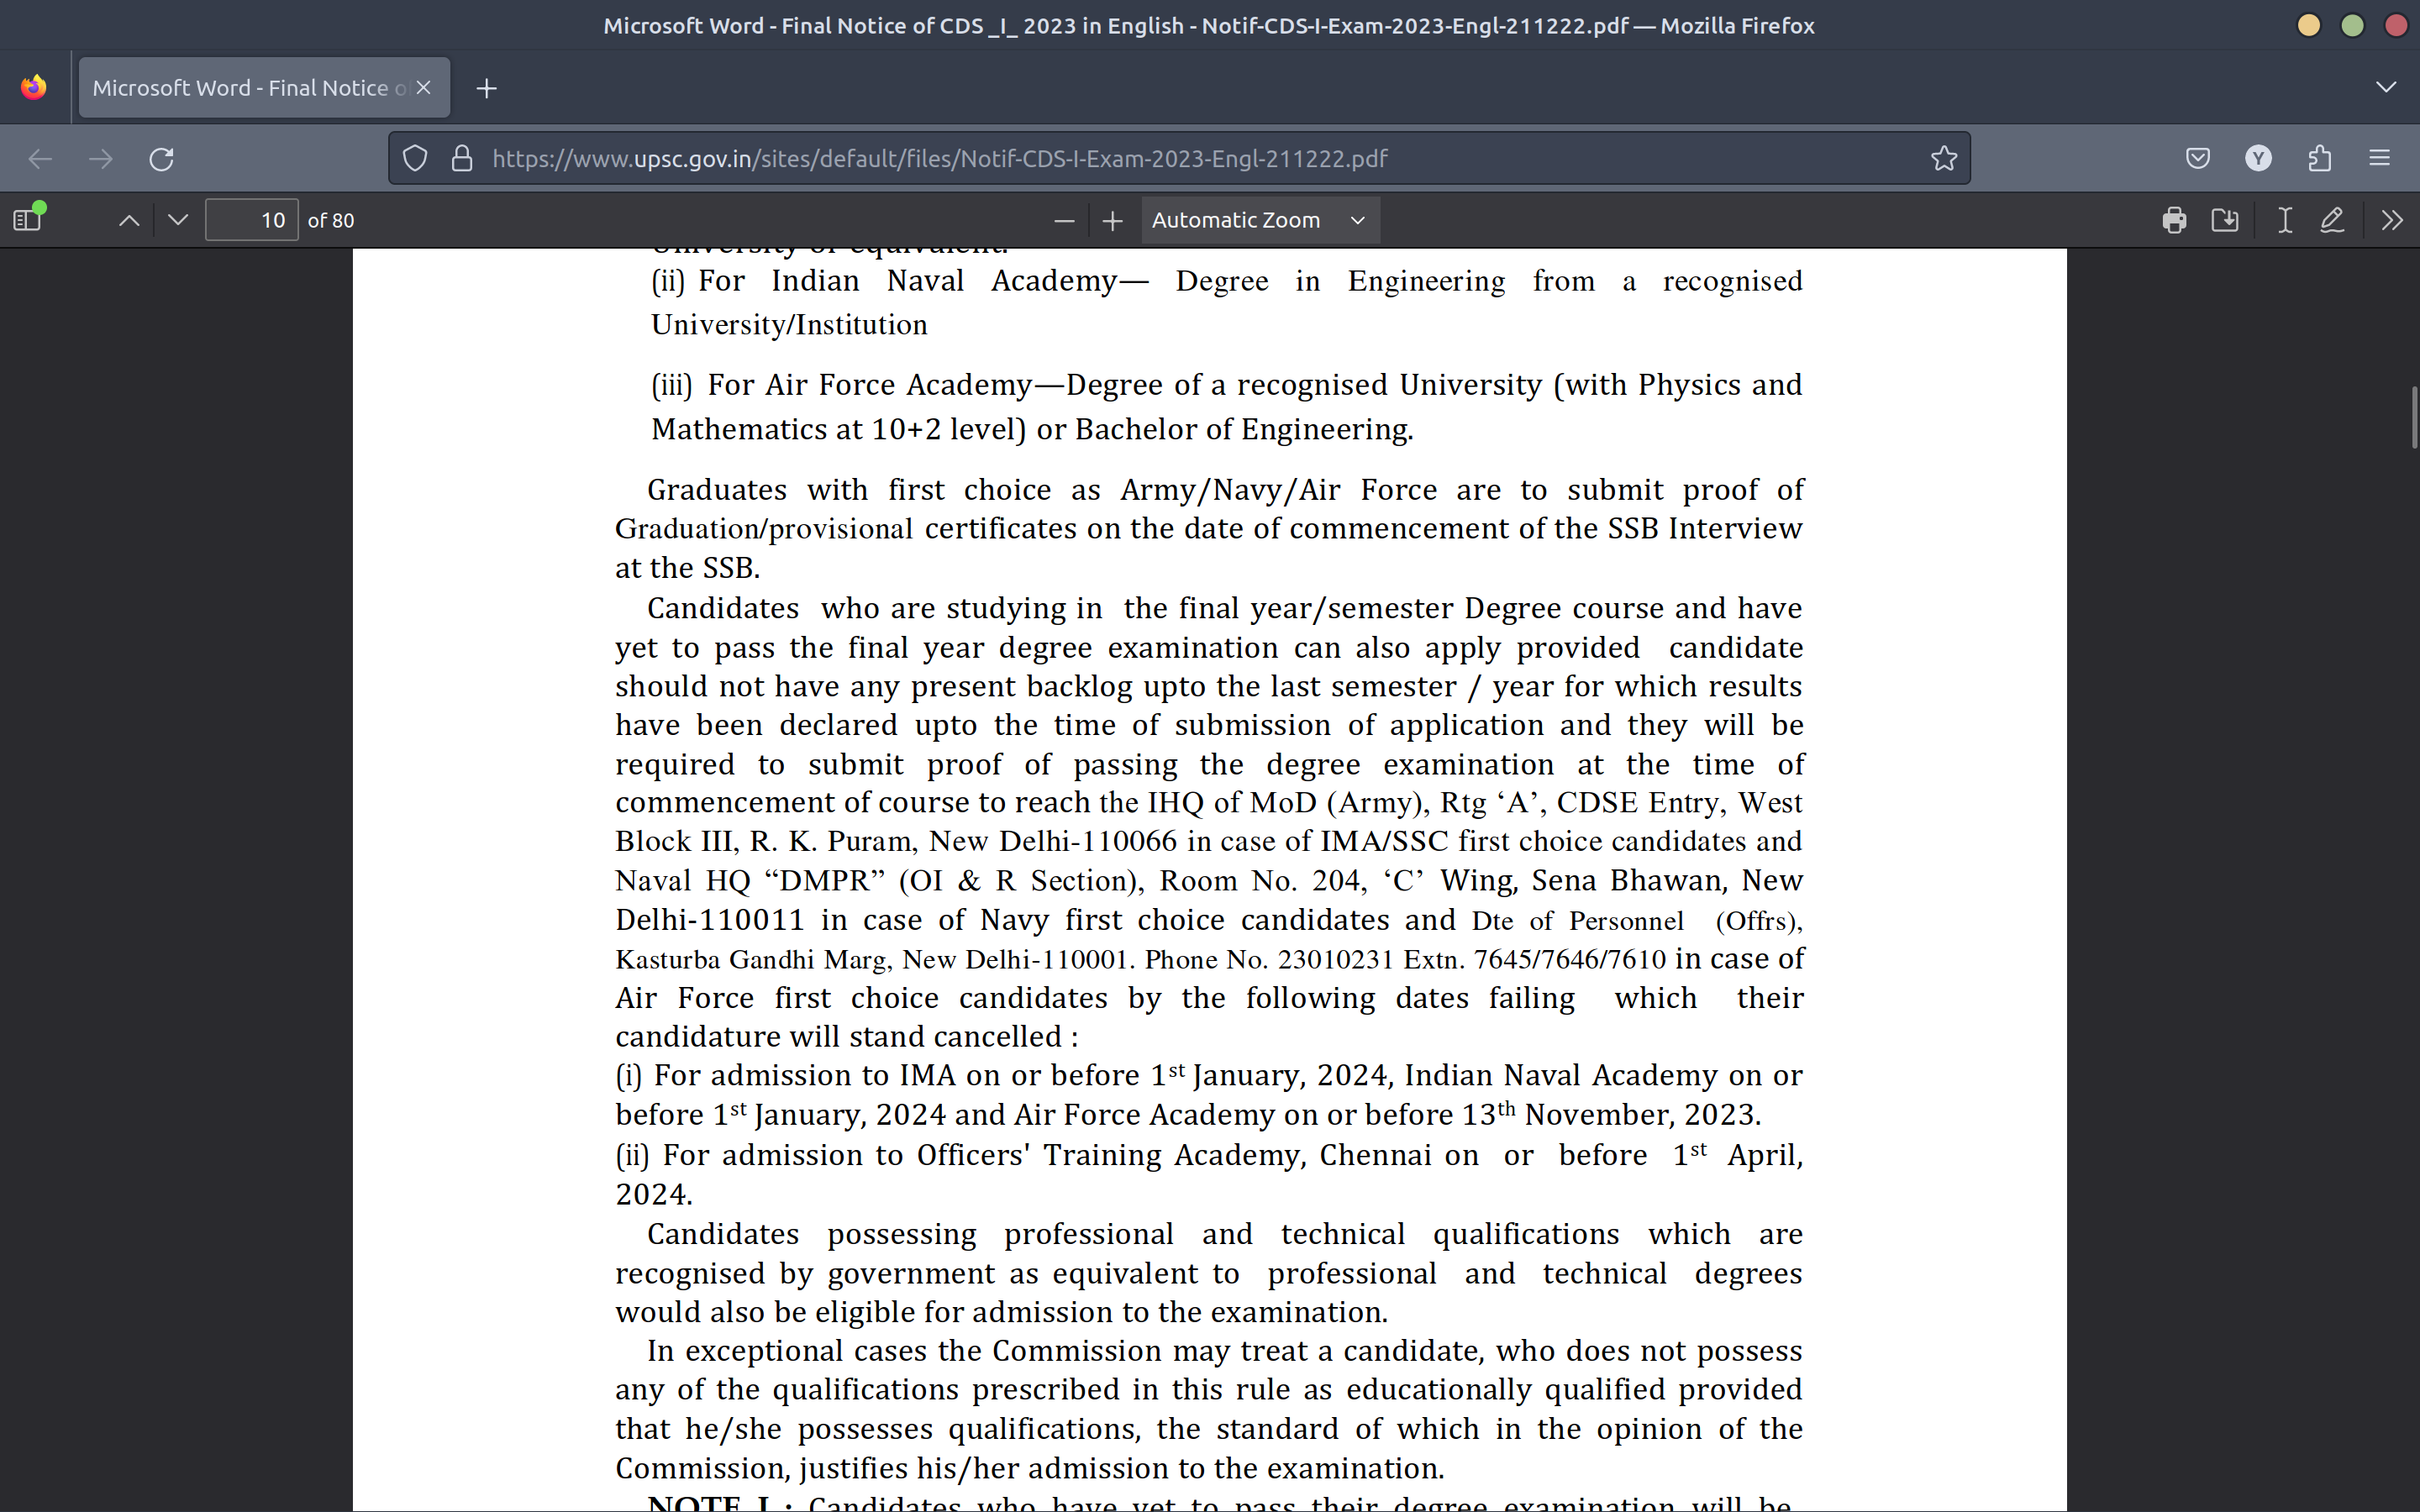 Microsoft Word - Final Notice of CDS _I_ 2023 in English - Notif-CDS-I-Exam-2023-Engl-211222.pdf — Mozilla Firefox
Microsoft Word - Final Notice o
https://www.upsc.gov.in/sites/default/files/Notif-CDS-I-Exam-2023-Engl-211222.pdf
Y
10 of 80
Automatic Zoom
University or equivalent.
(ii) For Indian Naval Academy— Degree in Engineering from a recognised
University/Institution
(iii) For Air Force Academy—Degree of a recognised University (with Physics and
Mathematics at 10+2 level) or Bachelor of Engineering.
Graduates with first choice as Army/Navy/Air Force are to submit proof of
Graduation/provisional certificates on the date of commencement of the SSB Interview
at the SSB.
Candidates who are studying in the final year/semester Degree course and have
yet to pass the final year degree examination can also apply provided candidate
should not have any present backlog upto the last semester / year for which results
have been declared upto the time of submission of application and they will be
required to submit proof of passing the degree examination at the time of
commencement of course to reach the IHQ of MoD (Army), Rtg ‘A’, CDSE Entry, West
Block III, R. K. Puram, New Delhi-110066 in case of IMA/SSC first choice candidates and
Naval HQ “DMPR” (OI & R Section), Room No. 204, ‘C’ Wing, Sena Bhawan, New
Delhi-110011 in case of Navy first choice candidates and Dte of Personnel (Offrs),
Kasturba Gandhi Marg, New Delhi-110001. Phone No. 23010231 Extn. 7645/7646/7610 in case of
Air Force first choice candidates by the following dates failing which their
candidature will stand cancelled :
(i) For admission to IMA on or before 1st January, 2024, Indian Naval Academy on or
before 1st January, 2024 and Air Force Academy on or before 13th November, 2023.
(ii) For admission to Officers' Training Academy, Chennai on or before 1st April,
2024.
Candidates possessing professional and technical qualifications which are
recognised by government as equivalent to professional and technical degrees
would also be eligible for admission to the examination.
In exceptional cases the Commission may treat a candidate, who does not possess
any of the qualifications prescribed in this rule as educationally qualified provided
that he/she possesses qualifications, the standard of which in the opinion of the
Commission, justifies his/her admission to the examination.
NOTE I : Candidates who have yet to pass their degree examination will be